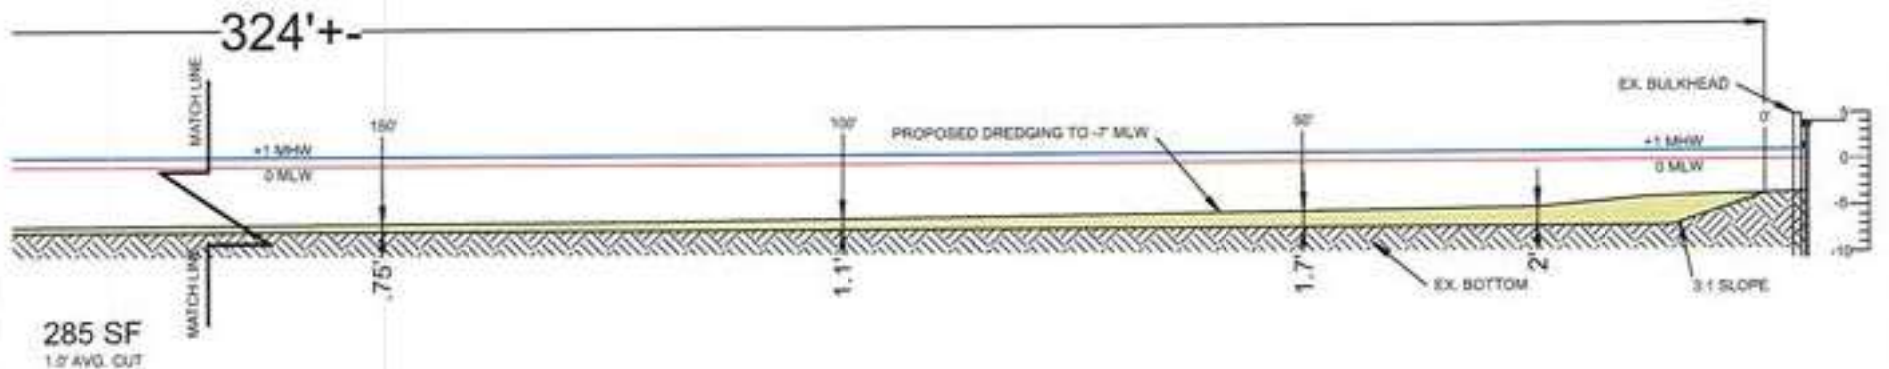 324'+-
MATCH LINE
EX. BULKHEAD
150'
100'
50'
0'
5
PROPOSED DREDGING TO -7' MLW
+1 MHW
0 MLW
+1 MHW
0 MLW
0
-5
-10
.75'
1.1'
1.7'
2'
EX. BOTTOM
3:1 SLOPE
MATCH LINE
285 SF
1.0' AVG. CUT